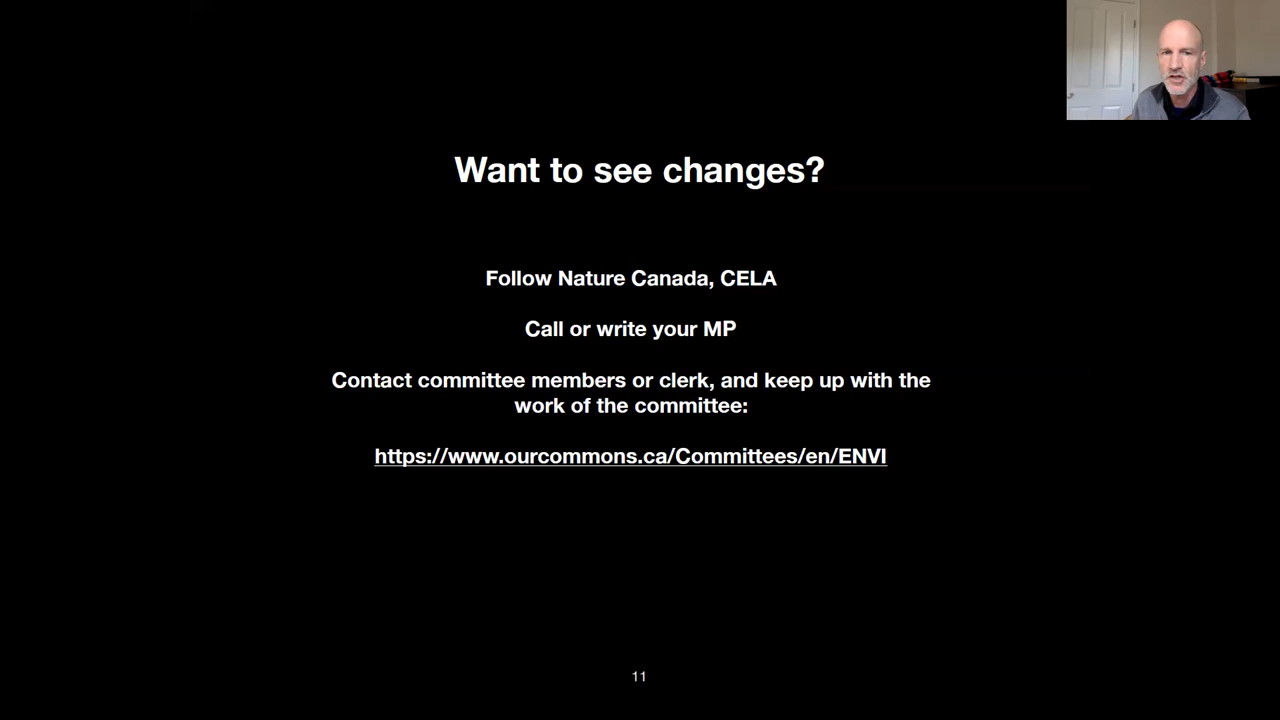 Want to see changes?
Follow Nature Canada, CELA
Call or write your MP
Contact committee members or clerk, and keep up with the
work of the committee:
https://www.ourcommons.ca/Committees/en/ENVI
11